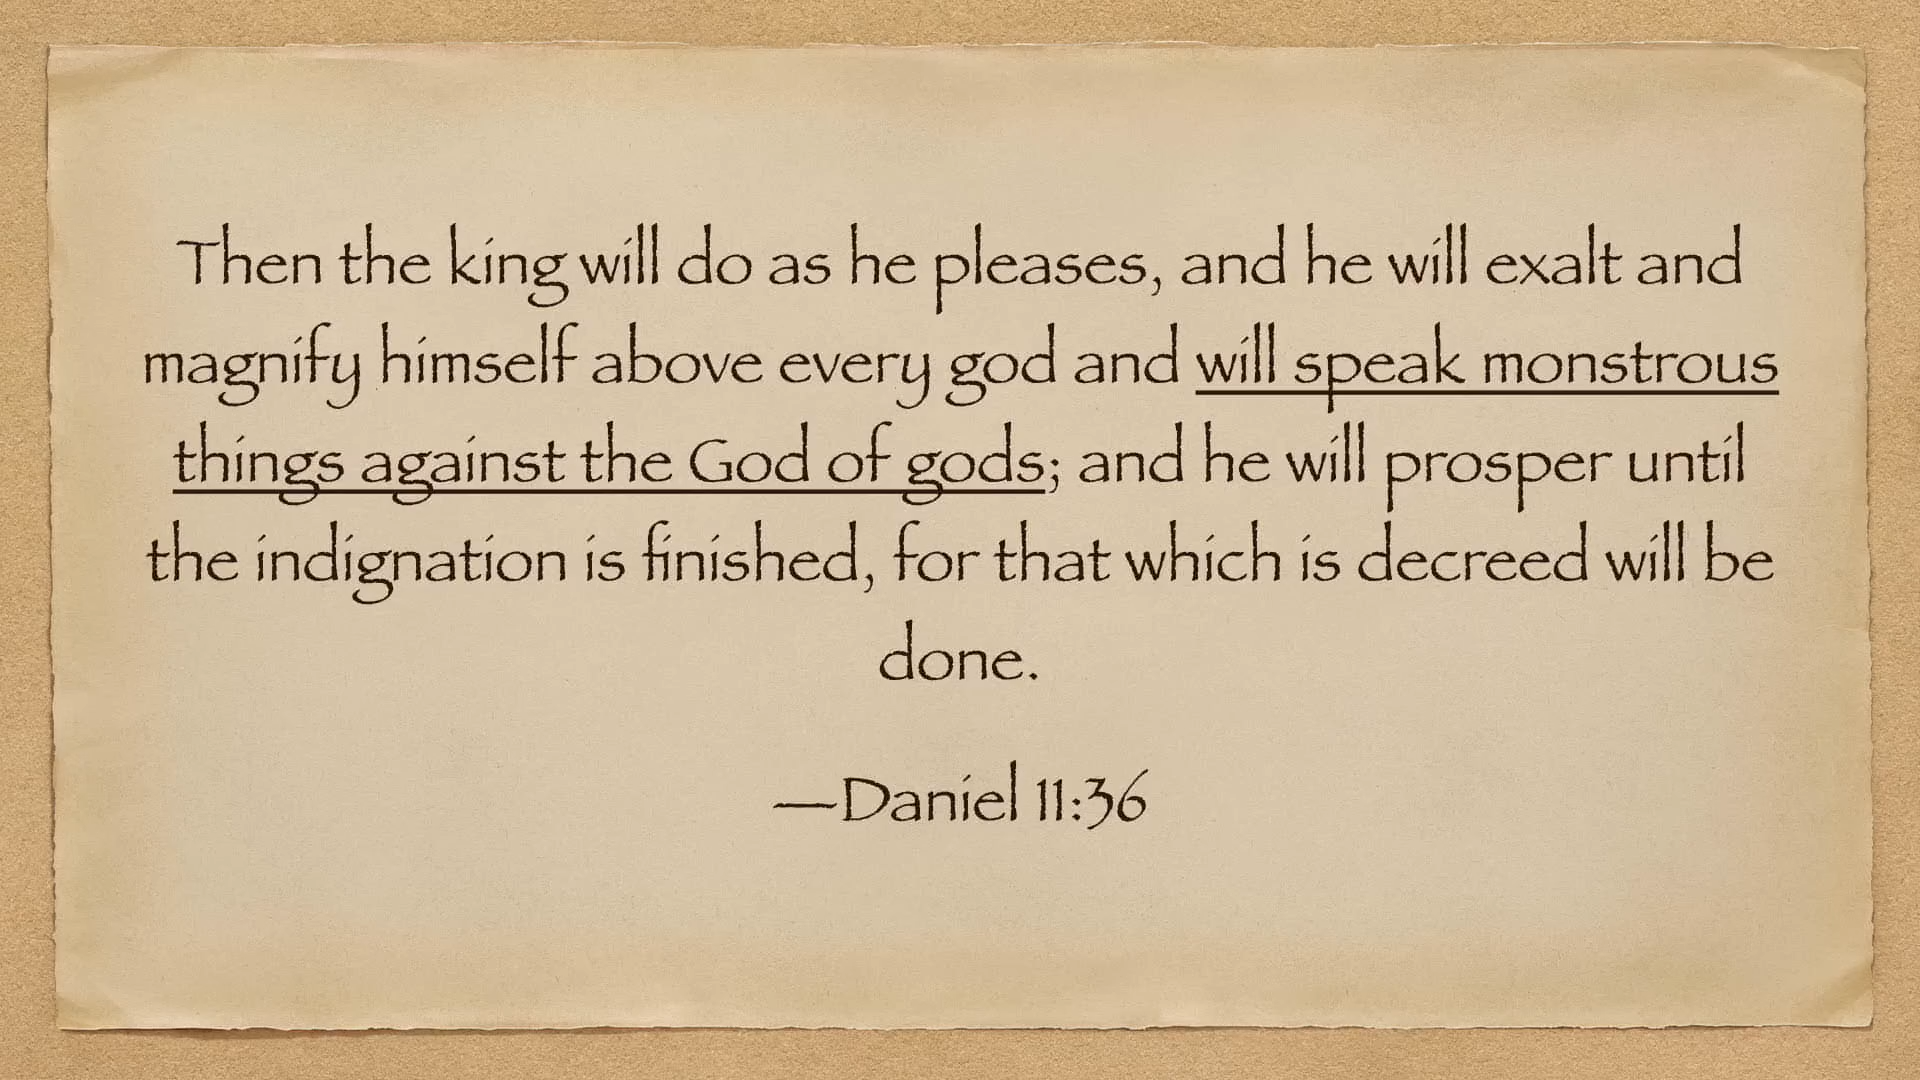 Then the king will do as he pleases, and he will exalt and
magnify himself above every god and will speak monstrous
things against the God of gods; and he will prosper until
the indignation is finished, for that which is decreed will be
done.
—Daniel 11:36